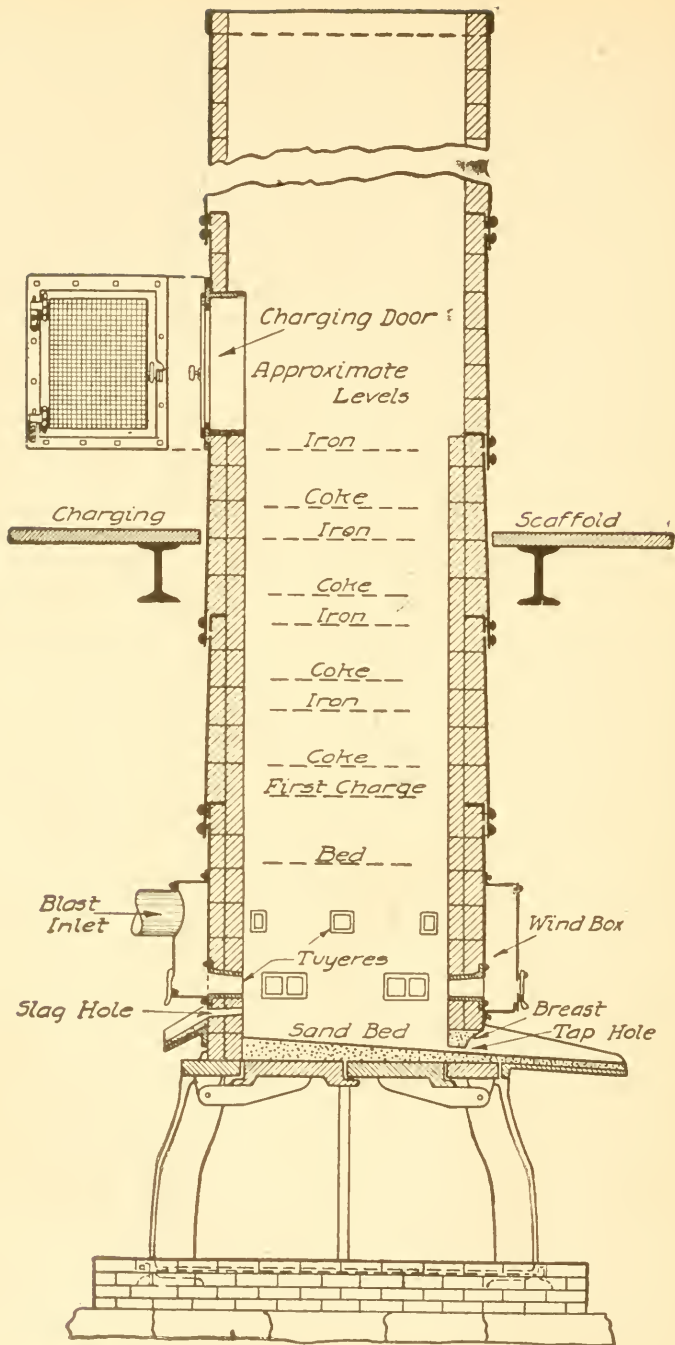 Charging Door
Approximate
Levels
Iron
Coke
Charging
Scaffold
Iron
Coke
Iron
Coke
Iron
Coke
First Charge
Bed
Blast
Inlet
Wind Box
Tuyeres
Slag Hole
Breast
Sand Bed
Tap Hole